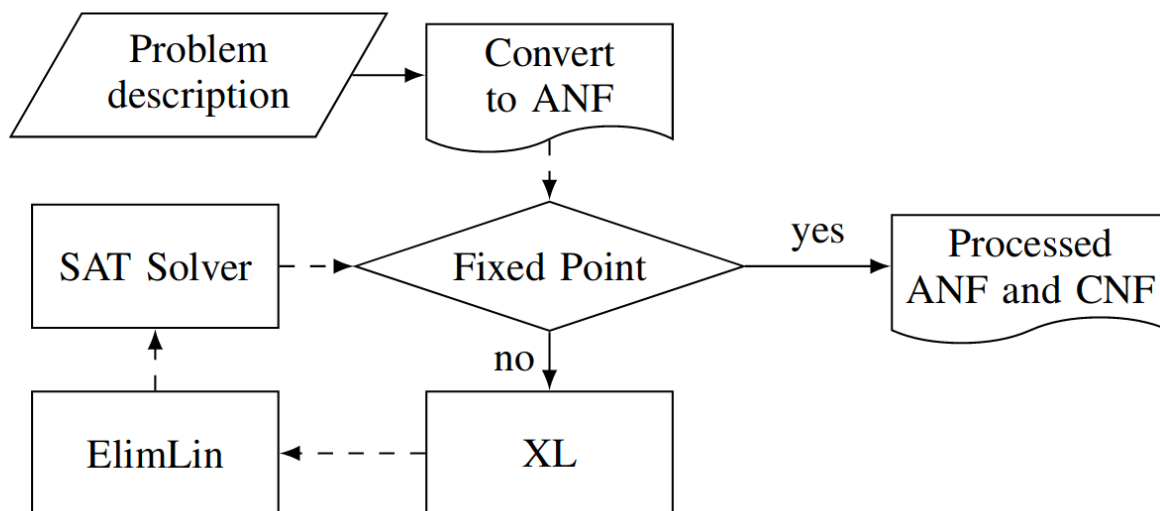 Problem
description
Convert
to ANF
SAT Solver
Fixed Point
yes
Processed
ANF and CNF
no
ElimLin
XL